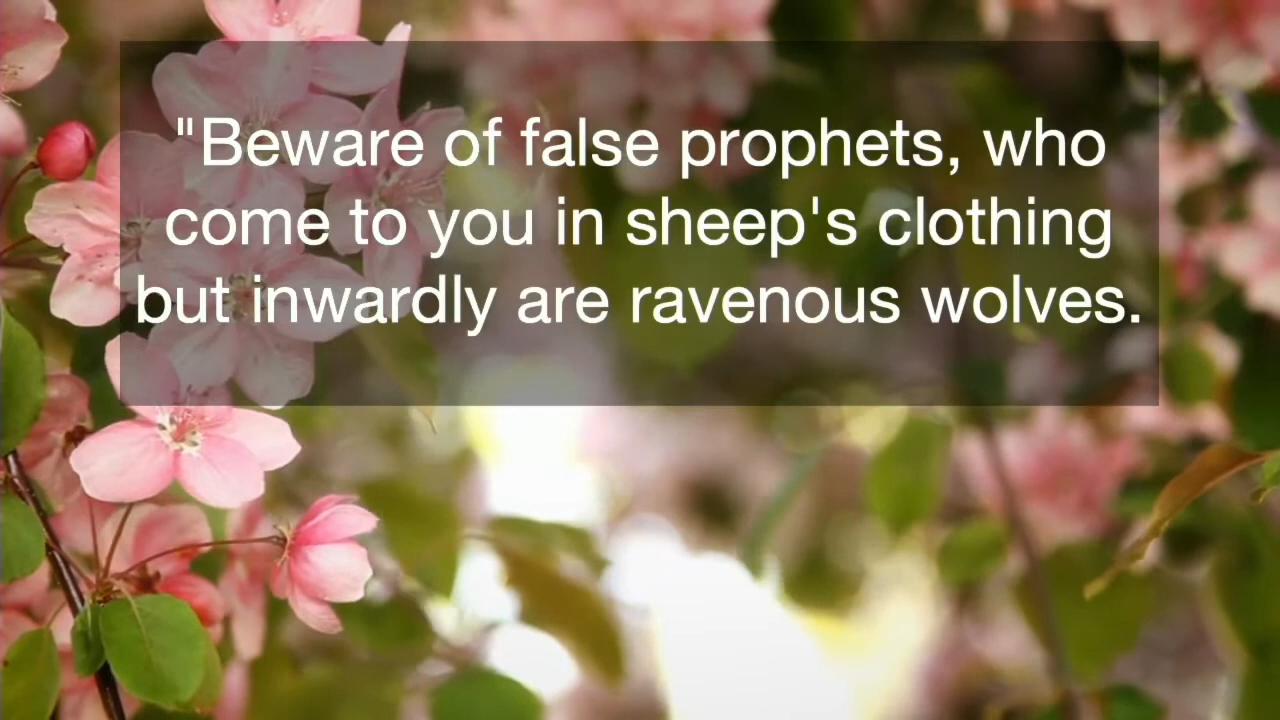 "Beware of false prophets, who
come to you in sheep's clothing
but inwardly are ravenous wolves.